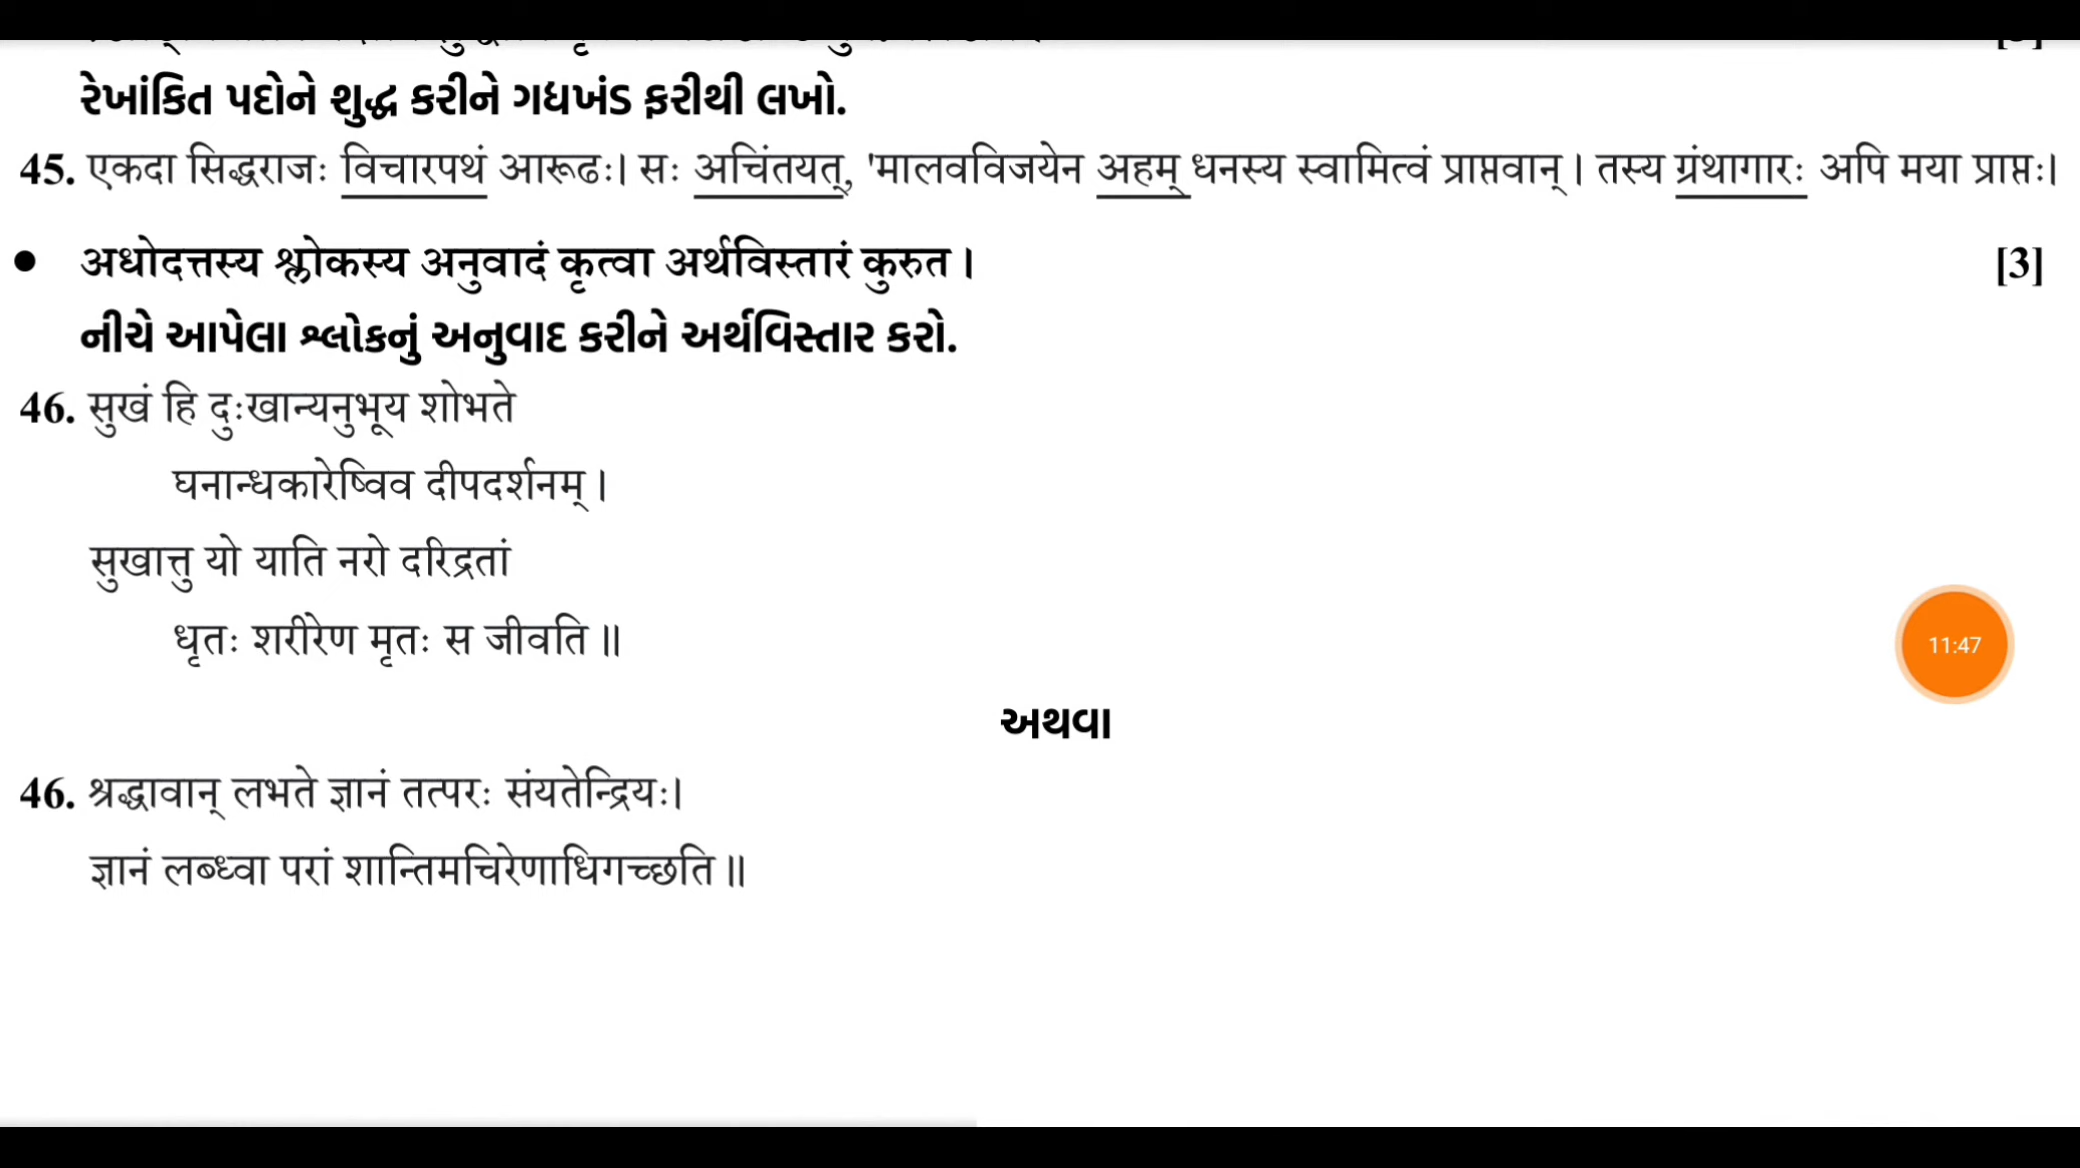 રેખાંકિત પદોને શુદ્ધ કરીને ગદ્યખંડ ફરીથી લખો.
45. एकदा सिद्धराजः विचारपथं आरूढः। सः अचिंतयत्, 'मालवविजयेन अहम् धनस्य स्वामित्वं प्राप्तवान्। तस्य ग्रंथागारः अपि मया प्राप्तः।
• अधोदत्तस्य श्लोकस्य अनुवादं कृत्वा अर्थविस्तारं कुरुत। [3]
નીચે આપેલા શ્લોકનું અનુવાદ કરીને અર્થવિસ્તાર કરો.
46. सुखं हि दुःखान्यनुभूय शोभते
घनान्धकारेष्विव दीपदर्शनम्।
सुखात्तु यो याति नरो दरिद्रतां
धृतः शरीरेण मृतः स जीवति॥
11:47
અથવા
46. श्रद्धावान् लभते ज्ञानं तत्परः संयतेन्द्रियः।
ज्ञानं लब्ध्वा परां शान्तिमचिरेणाधिगच्छति॥